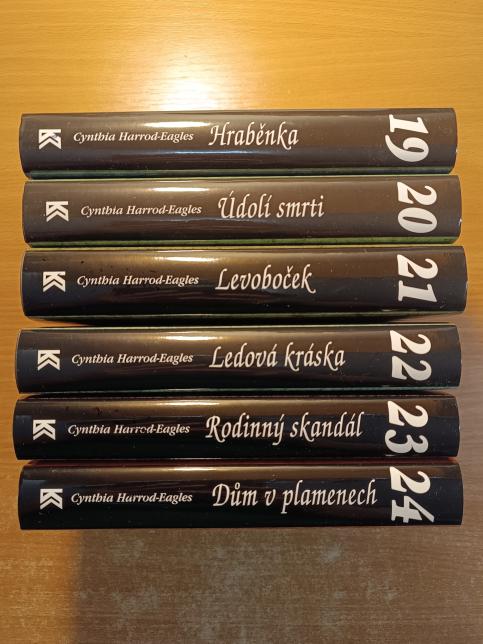 Cynthia Harrod-Eagles Hraběnka 19
Cynthia Harrod-Eagles Údolí smrti 20
Cynthia Harrod-Eagles Levoboček 21
Cynthia Harrod-Eagles Ledová kráska 22
Cynthia Harrod-Eagles Rodinný skandál 23
Cynthia Harrod-Eagles Dům v plamenech 24